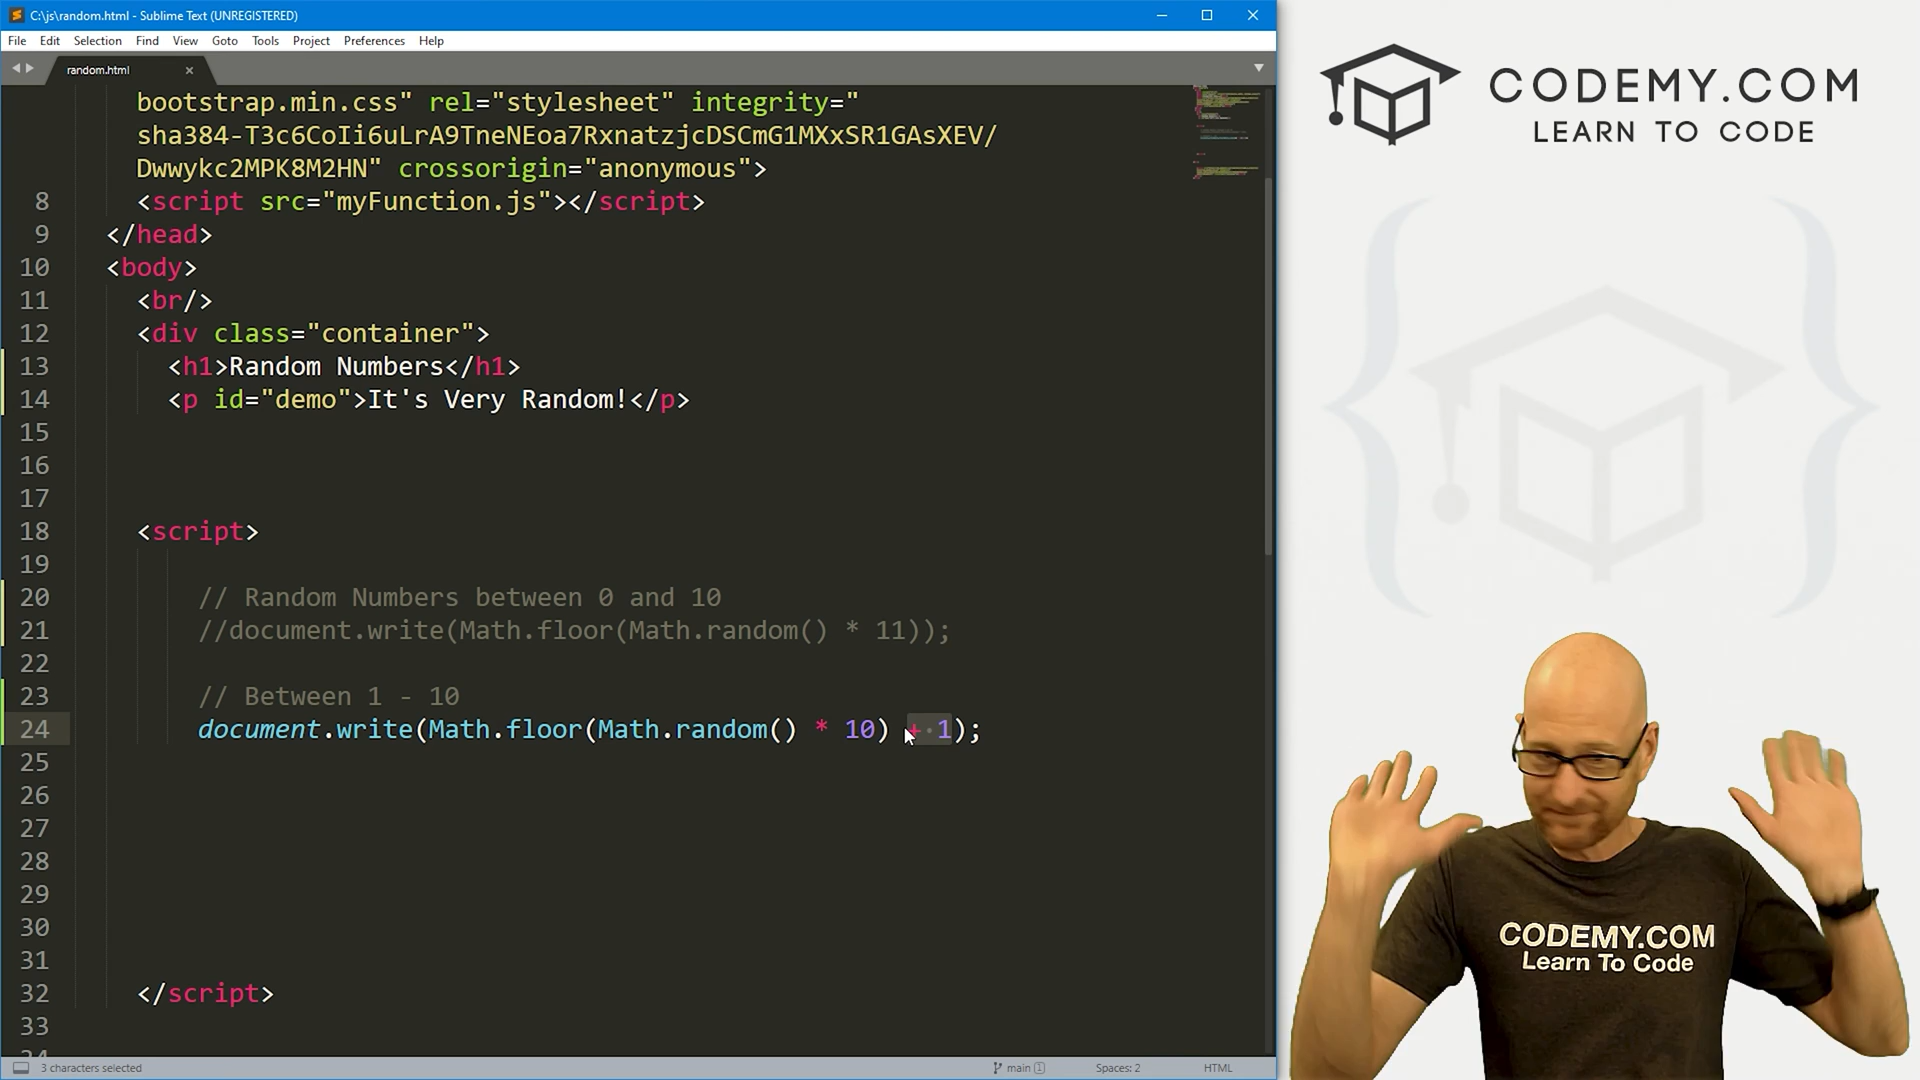 C:\js\random.html - Sublime Text (UNREGISTERED)
File Edit Selection Find View Goto Tools Project Preferences Help
random.html
bootstrap.min.css" rel="stylesheet" integrity="
sha384-T3c6CoIi6uLrA9TneNEoa7RxnatzjcDSCmG1MXxSR1GAsXEV/
Dwwykc2MPK8M2HN" crossorigin="anonymous">
8 <script src="myFunction.js"></script>
9 </head>
10 <body>
11 <br/>
12 <div class="container">
13 <h1>Random Numbers</h1>
14 <p id="demo">It's Very Random!</p>
15
16
17
18 <script>
19
20 // Random Numbers between 0 and 10
21 //document.write(Math.floor(Math.random() * 11));
22
23 // Between 1 - 10
24 document.write(Math.floor(Math.random() * 10) + 1);
25
26
27
28
29
30
31
32 </script>
33
3 characters selected
main 1
Spaces: 2
HTML
CODEMY.COM
LEARN TO CODE
CODEMY.COM
Learn To Code